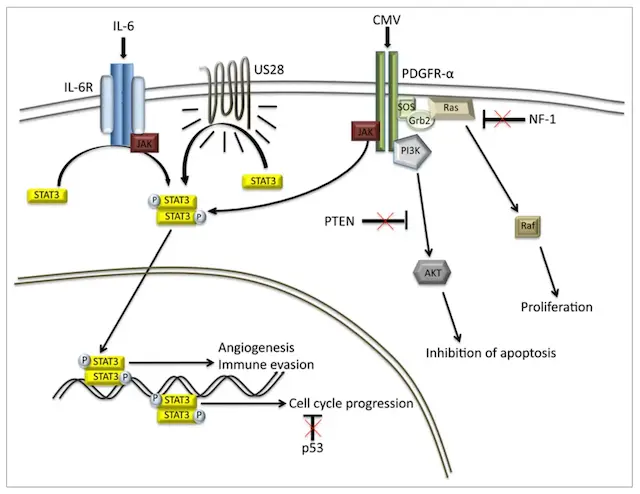 IL-6
CMV
IL-6R
US28
PDGFR-α
SOS
Ras
Grb2
NF-1
JAK
JAK
PI3K
STAT3
STAT3
P STAT3
STAT3 P
PTEN
Raf
AKT
Proliferation
Inhibition of apoptosis
P STAT3
STAT3 P
Angiogenesis
Immune evasion
P STAT3
STAT3 P
Cell cycle progression
p53